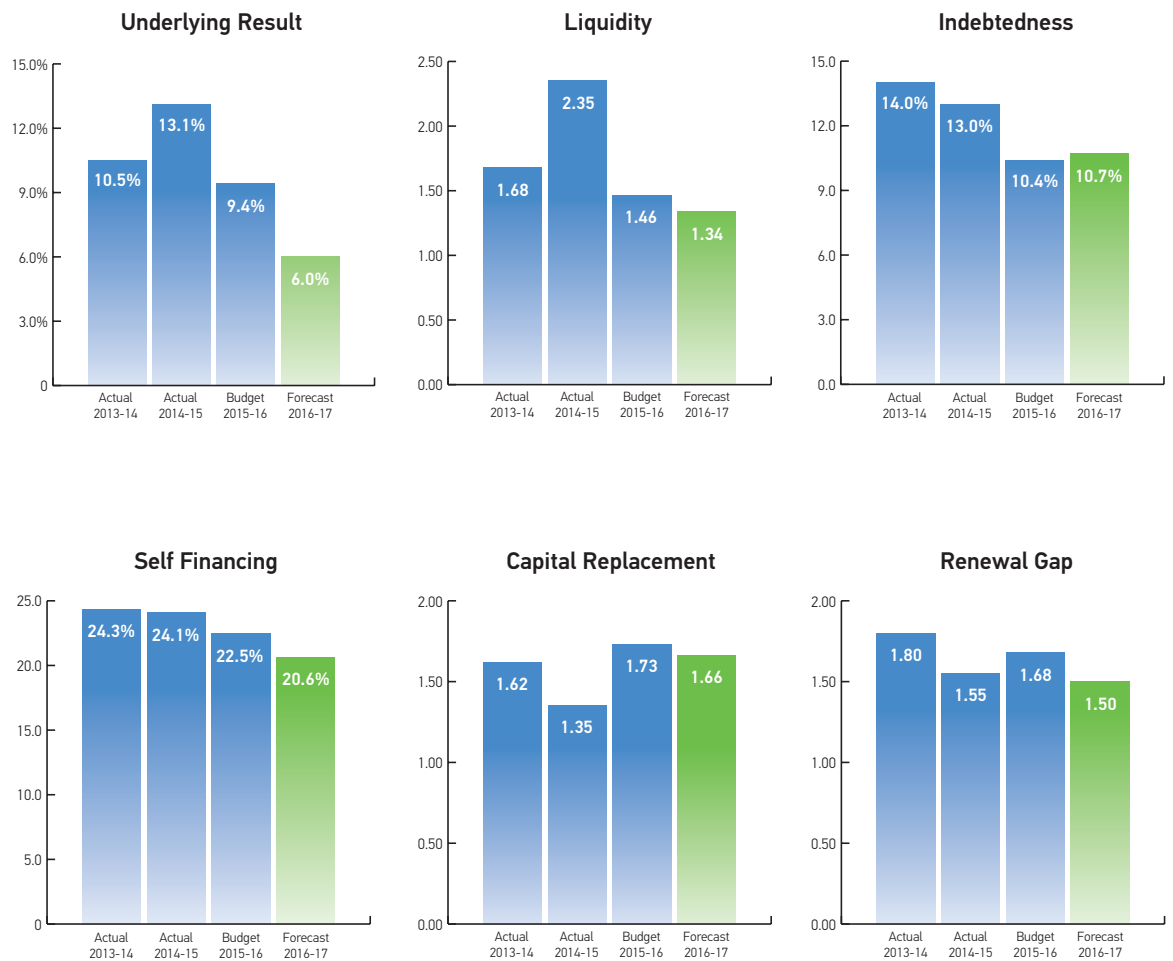 Underlying Result
15.0%
12.0%
9.0%
6.0%
3.0%
0
10.5%
13.1%
9.4%
6.0%
Actual
2013-14
Actual
2014-15
Budget
2015-16
Forecast
2016-17
Liquidity
2.50
2.00
1.50
1.00
0.50
0.00
1.68
2.35
1.46
1.34
Actual
2013-14
Actual
2014-15
Budget
2015-16
Forecast
2016-17
Indebtedness
15.0
12.0
9.0
6.0
3.0
0.0
14.0%
13.0%
10.4%
10.7%
Actual
2013-14
Actual
2014-15
Budget
2015-16
Forecast
2016-17
Self Financing
25.0
20.0
15.0
10.0
5.0
0
24.3%
24.1%
22.5%
20.6%
Actual
2013-14
Actual
2014-15
Budget
2015-16
Forecast
2016-17
Capital Replacement
2.00
1.50
1.00
0.50
0.00
1.62
1.35
1.73
1.66
Actual
2013-14
Actual
2014-15
Budget
2015-16
Forecast
2016-17
Renewal Gap
2.00
1.50
1.00
0.50
0.00
1.80
1.55
1.68
1.50
Actual
2013-14
Actual
2014-15
Budget
2015-16
Forecast
2016-17